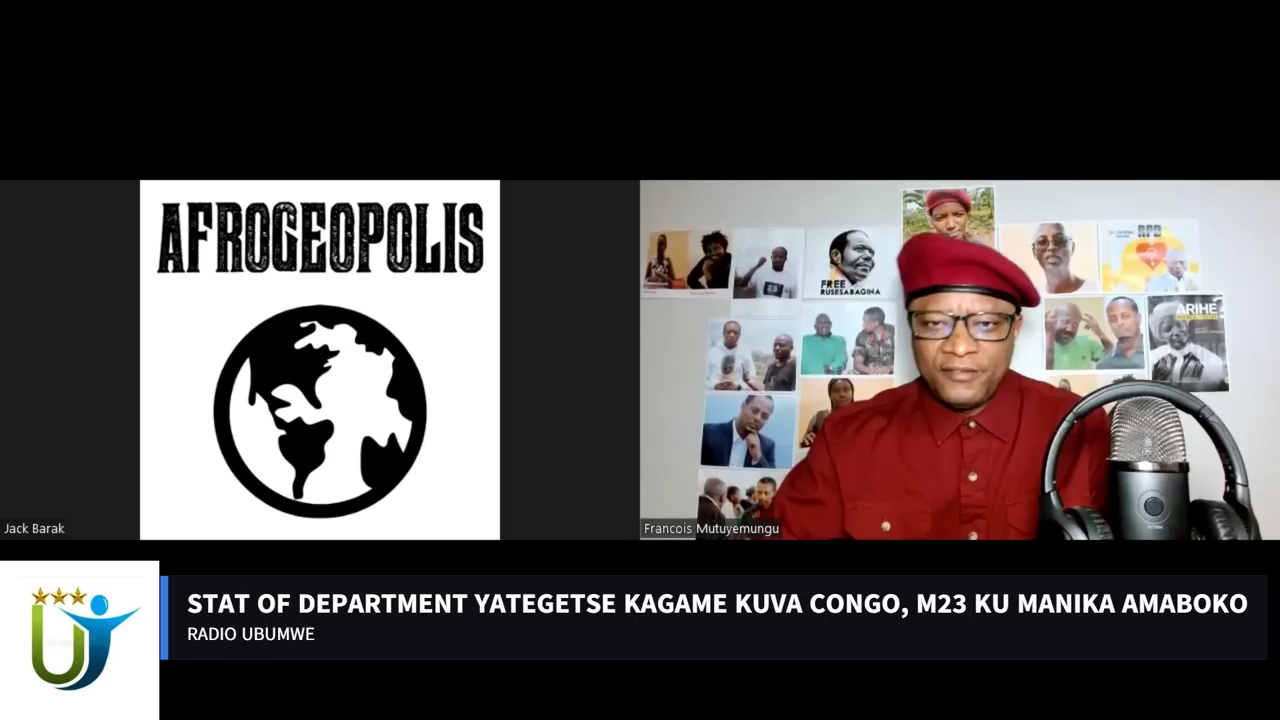 AFROGEOPOLIS
RPD
FREE
RUSESABAGINA
ARIHE
Jack Barak
Francois Mutuyemungu
STAT OF DEPARTMENT YATEGETSE KAGAME KUVA CONGO, M23 KU MANIKA AMABOKO
RADIO UBUMWE